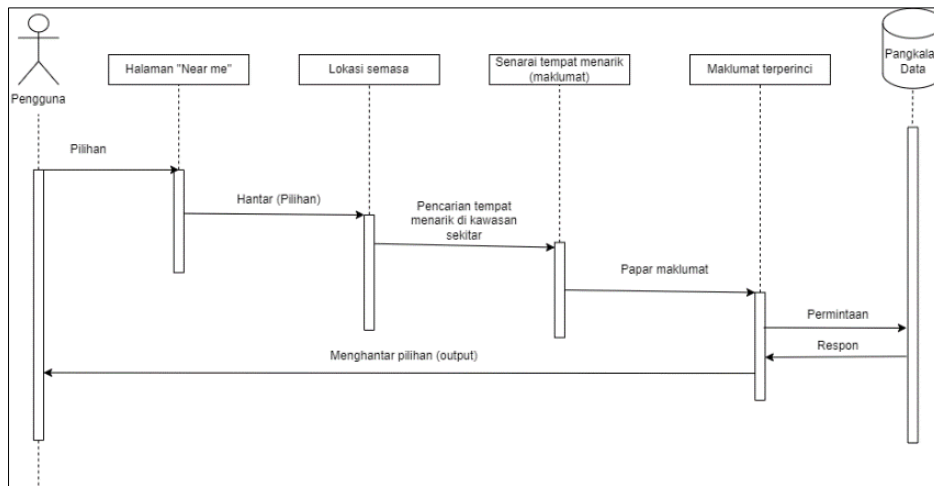 Pengguna
Halaman "Near me"
Lokasi semasa
Senarai tempat menarik
(maklumat)
Maklumat terperinci
Pangkala
Data
Pilihan
Hantar (Pilihan)
Pencarian tempat
menarik di kawasan
sekitar
Papar maklumat
Permintaan
Respon
Menghantar pilihan (output)